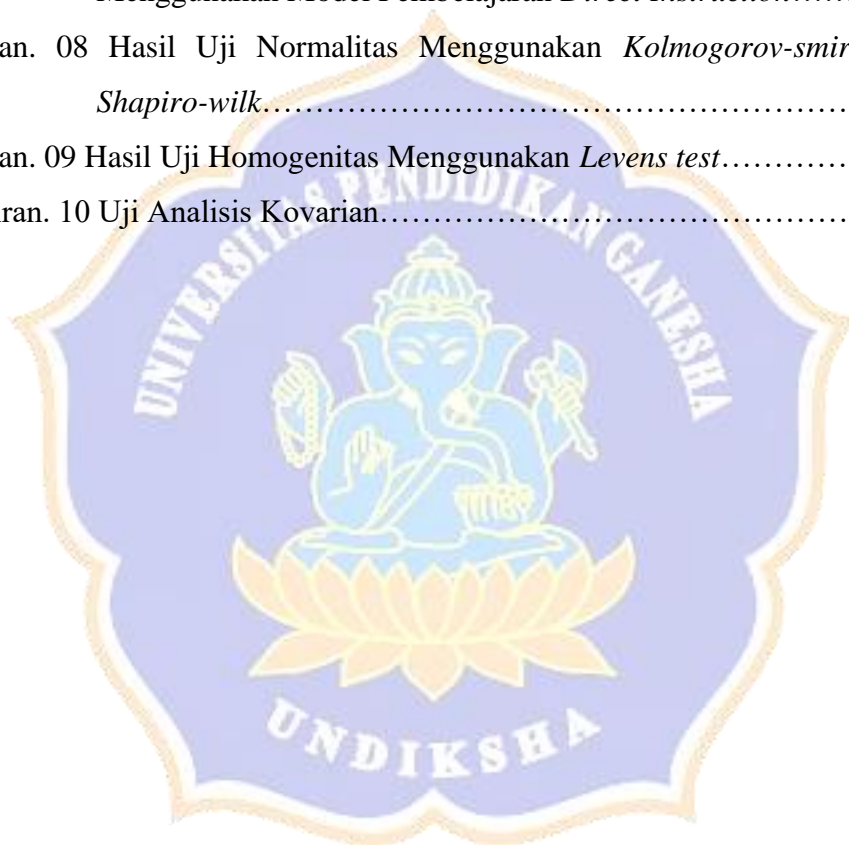 Menggunakan Model Pembelajaran Direct Instruction……
an. 08 Hasil Uji Normalitas Menggunakan Kolmogorov-smir
Shapiro-wilk……………………………………………………………
an. 09 Hasil Uji Homogenitas Menggunakan Levens test…………
ran. 10 Uji Analisis Kovarian………………………………………………
UNIVERSITAS PENDIDIKAN GANESHA
UNDIKSHA